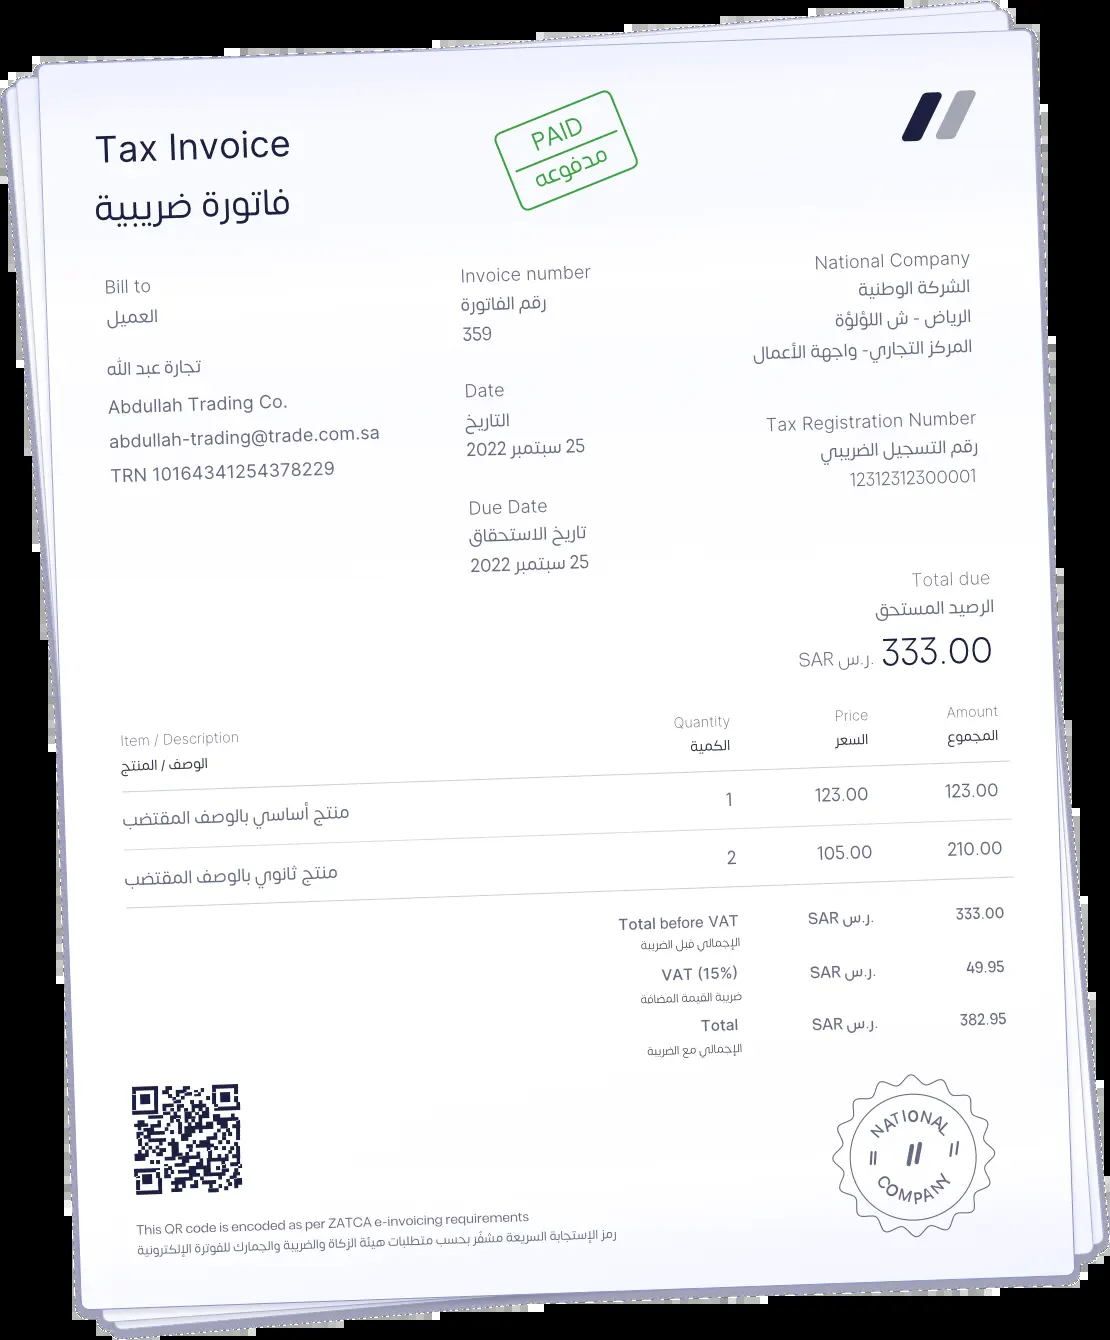 Tax Invoice
فاتورة ضريبية
PAID
مدفوعه
Bill to
العميل
تجارة عبد الله
Abdullah Trading Co.
abdullah-trading@trade.com.sa
TRN 10164341254378229
Invoice number
رقم الفاتورة
359
Date
التاريخ
25 سبتمبر 2022
Due Date
تاريخ الاستحقاق
25 سبتمبر 2022
National Company
الشركة الوطنية
الرياض - ش اللؤلؤة
المركز التجاري- واجهة الأعمال
Tax Registration Number
رقم التسجيل الضريبي
12312312300001
Total due
الرصيد المستحق
SAR ر.س. 333.00
Item / Description Quantity Price Amount
الوصف / المنتج الكمية السعر المجموع
منتج أساسي بالوصف المقتضب 1 123.00 123.00
منتج ثانوي بالوصف المقتضب 2 105.00 210.00
Total before VAT SAR ر.س. 333.00
الإجمالي قبل الضريبة
VAT (15%) SAR ر.س. 49.95
ضريبة القيمة المضافة
Total SAR ر.س. 382.95
الإجمالي مع الضريبة
NATIONAL
COMPANY
This QR code is encoded as per ZATCA e-invoicing requirements
رمز الإستجابة السريعة مشفّر بحسب متطلبات هيئة الزكاة والضريبة والجمارك للفوترة الإلكترونية